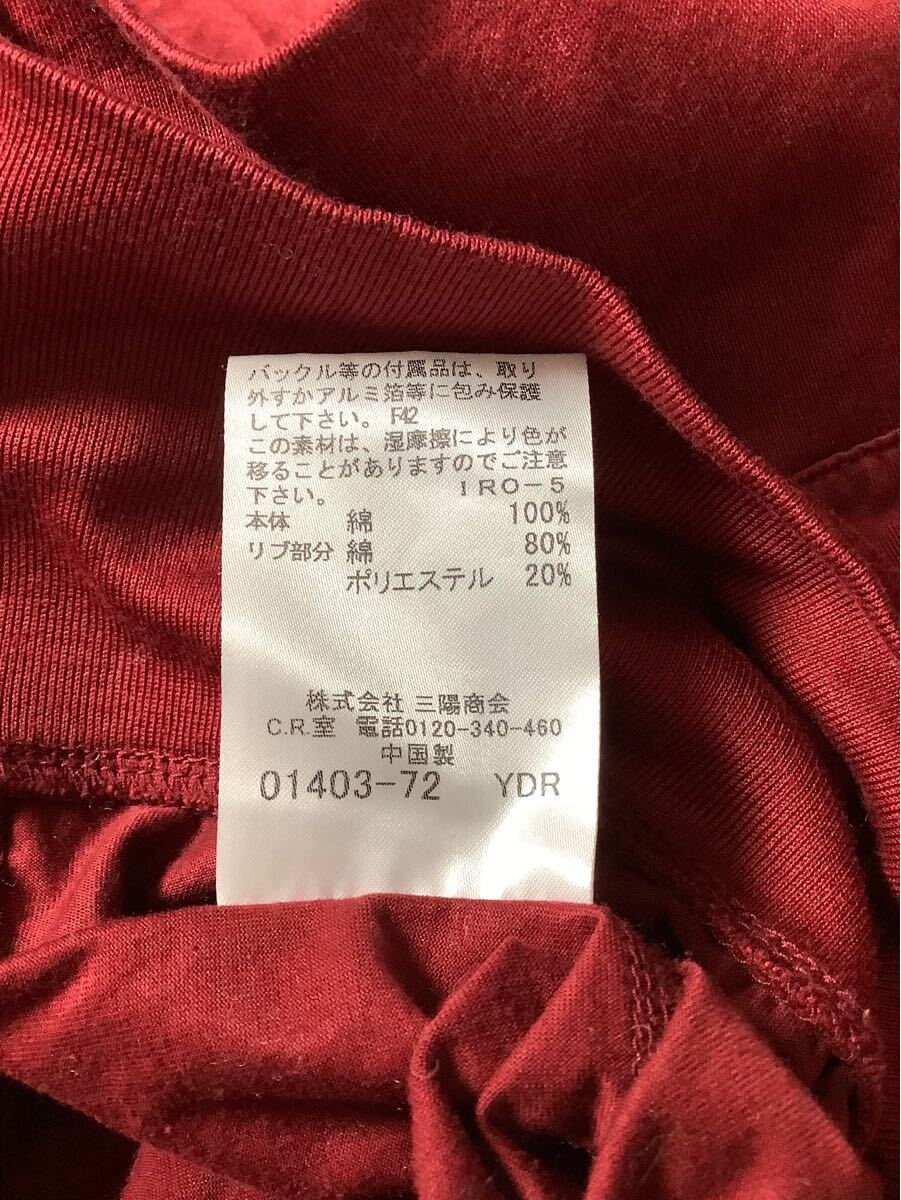 バックル等の付属品は、取り
外すかアルミ箔等に包み保護
して下さい。F42
この素材は、湿摩擦により色が
移ることがありますのでご注意
下さい。 IRO-5
本体 綿 100%
リブ部分 綿 80%
ポリエステル 20%
株式会社 三陽商会
C.R.室 電話0120-340-460
中国製
01403-72 YDR